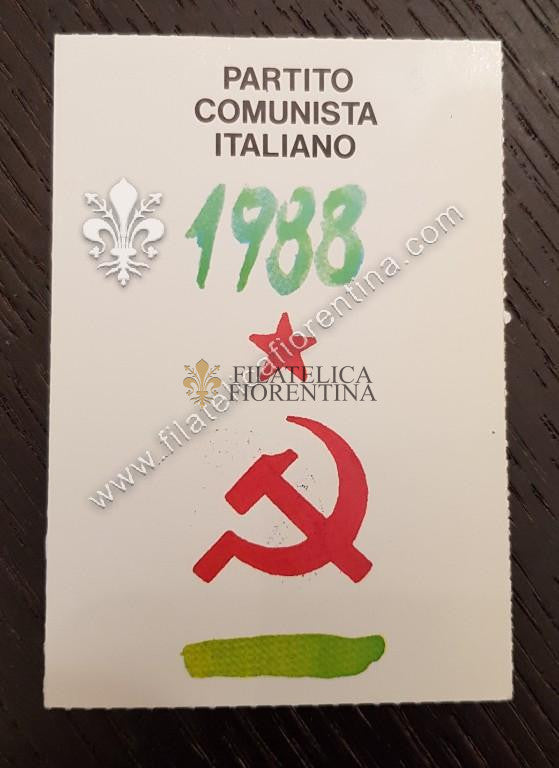 PARTITO
COMUNISTA
ITALIANO
1988
FILATELICA
FIORENTINA
www.filatelicafiorentina.com